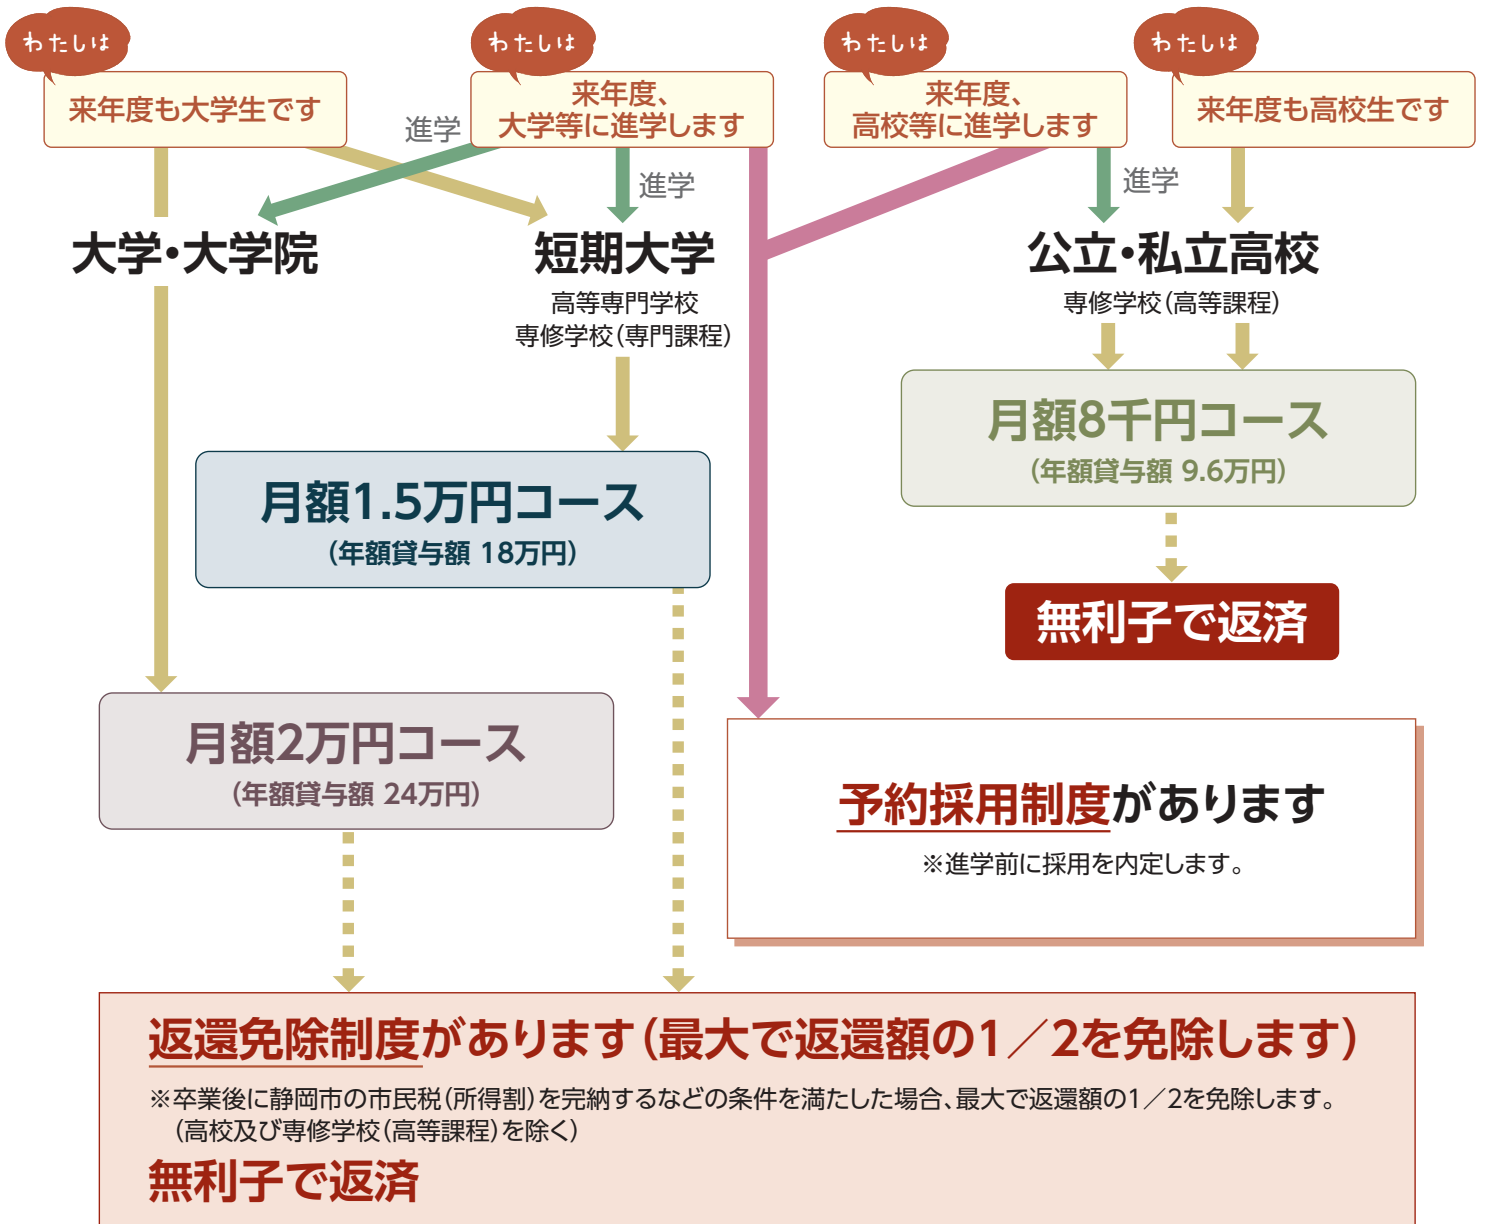 わたしは
来年度も大学生です
わたしは
来年度、
大学等に進学します
わたしは
来年度、
高校等に進学します
わたしは
来年度も高校生です
進学
進学
進学
大学・大学院
短期大学
高等専門学校
専修学校(専門課程)
公立・私立高校
専修学校(高等課程)
月額8千円コース
(年額貸与額 9.6万円)
月額1.5万円コース
(年額貸与額 18万円)
無利子で返済
月額2万円コース
(年額貸与額 24万円)
予約採用制度があります
※進学前に採用を内定します。
返還免除制度があります(最大で返還額の1／2を免除します)
※卒業後に静岡市の市民税(所得割)を完納するなどの条件を満たした場合、最大で返還額の1／2を免除します。
(高校及び専修学校(高等課程)を除く)
無利子で返済